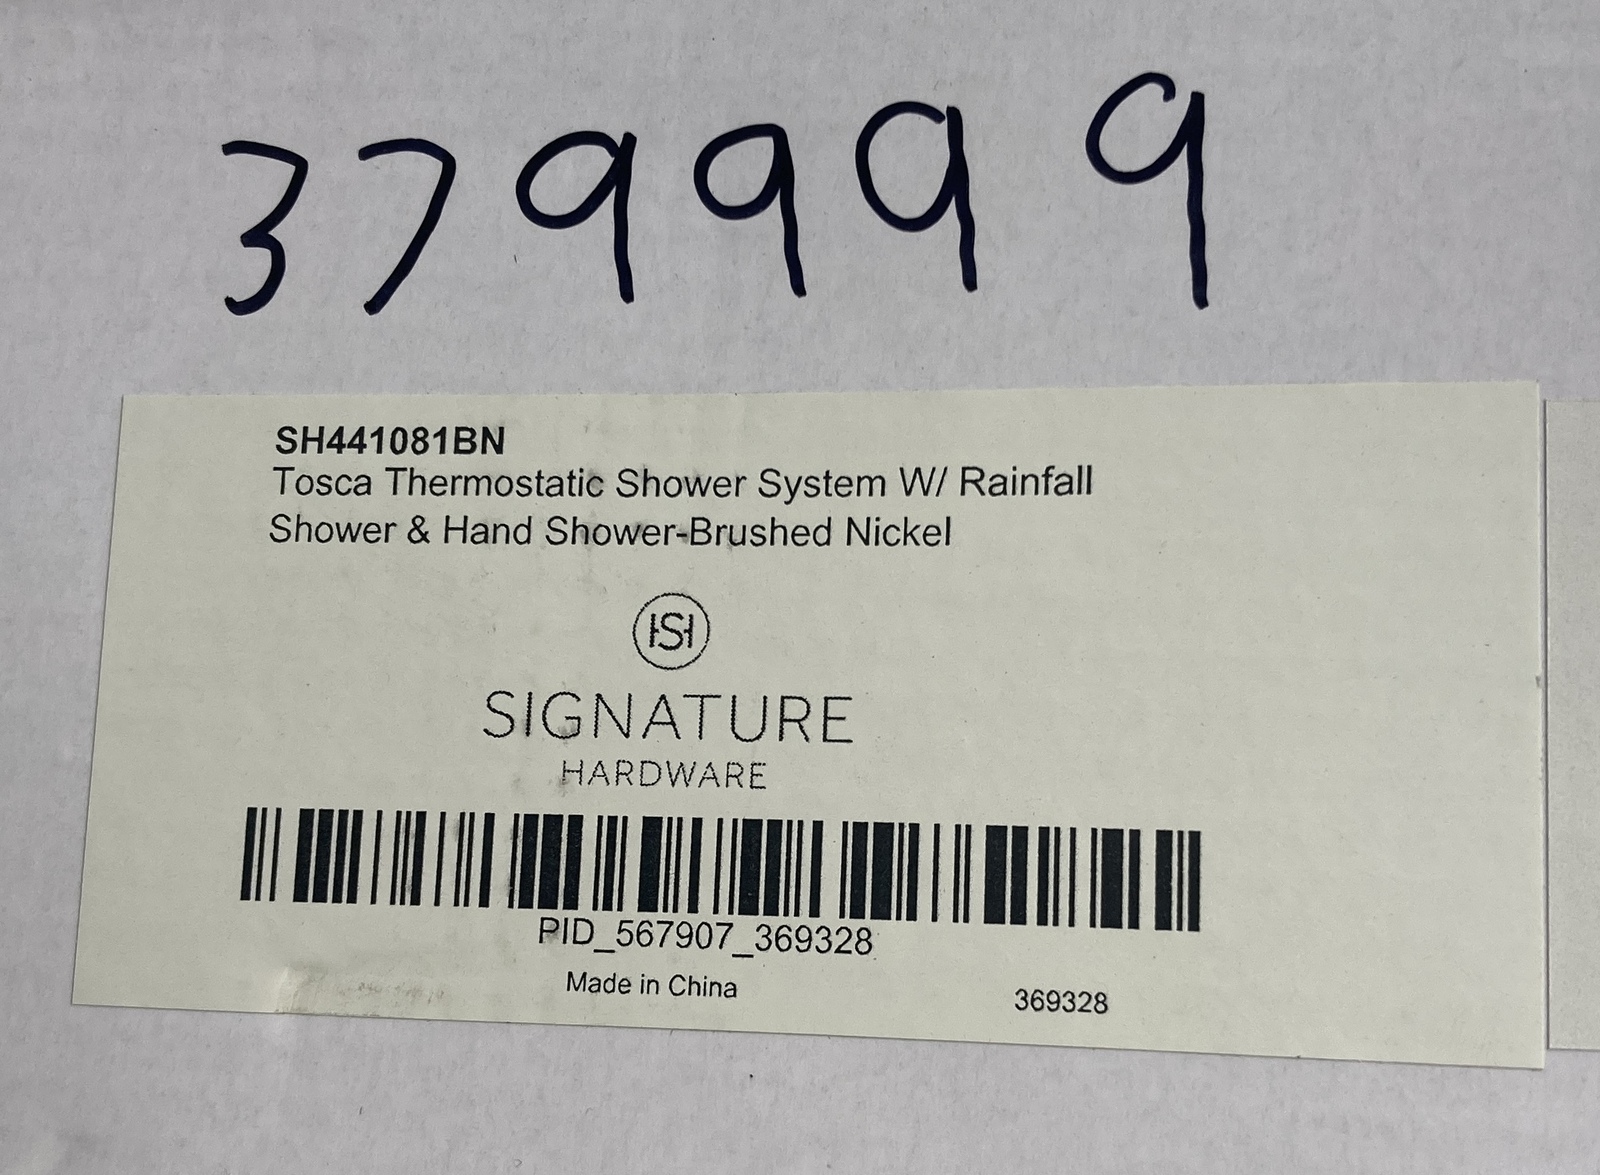 379999
SH441081BN
Tosca Thermostatic Shower System W/ Rainfall
Shower & Hand Shower-Brushed Nickel
SH
SIGNATURE
HARDWARE
PID_567907_369328
Made in China
369328